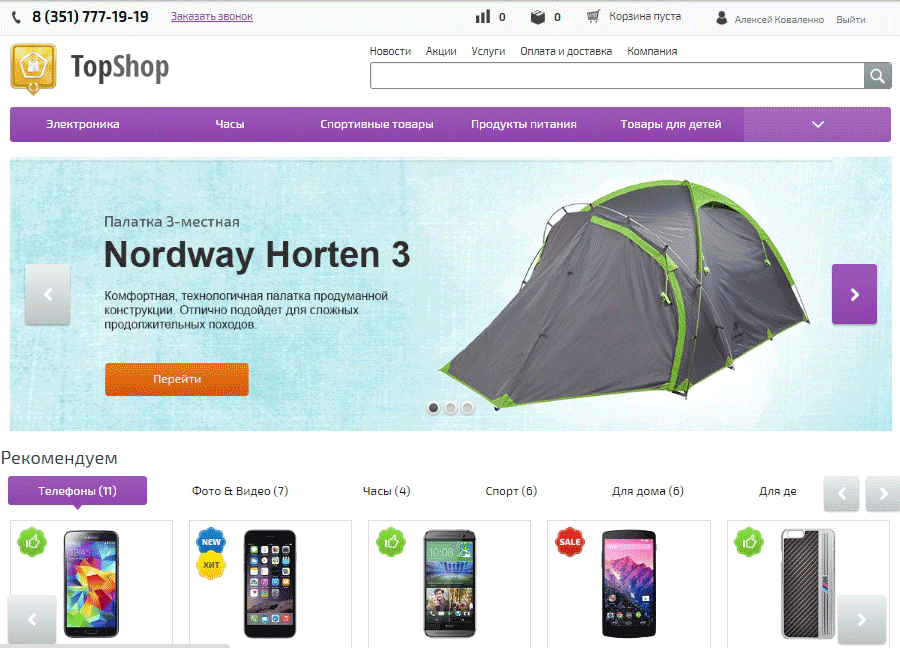 8 (351) 777-19-19 Заказать звонок 0 0 Корзина пуста Алексей Коваленко Выйти
TopShop
Новости Акции Услуги Оплата и доставка Компания
Электроника Часы Спортивные товары Продукты питания Товары для детей
Палатка 3-местная
Nordway Horten 3
Комфортная, технологичная палатка продуманной
конструкции. Отлично подойдет для сложных
продолжительных походов.
Перейти
Рекомендуем
Телефоны (11) Фото & Видео (7) Часы (4) Спорт (6) Для дома (6) Для де
NEW
ХИТ
SALE